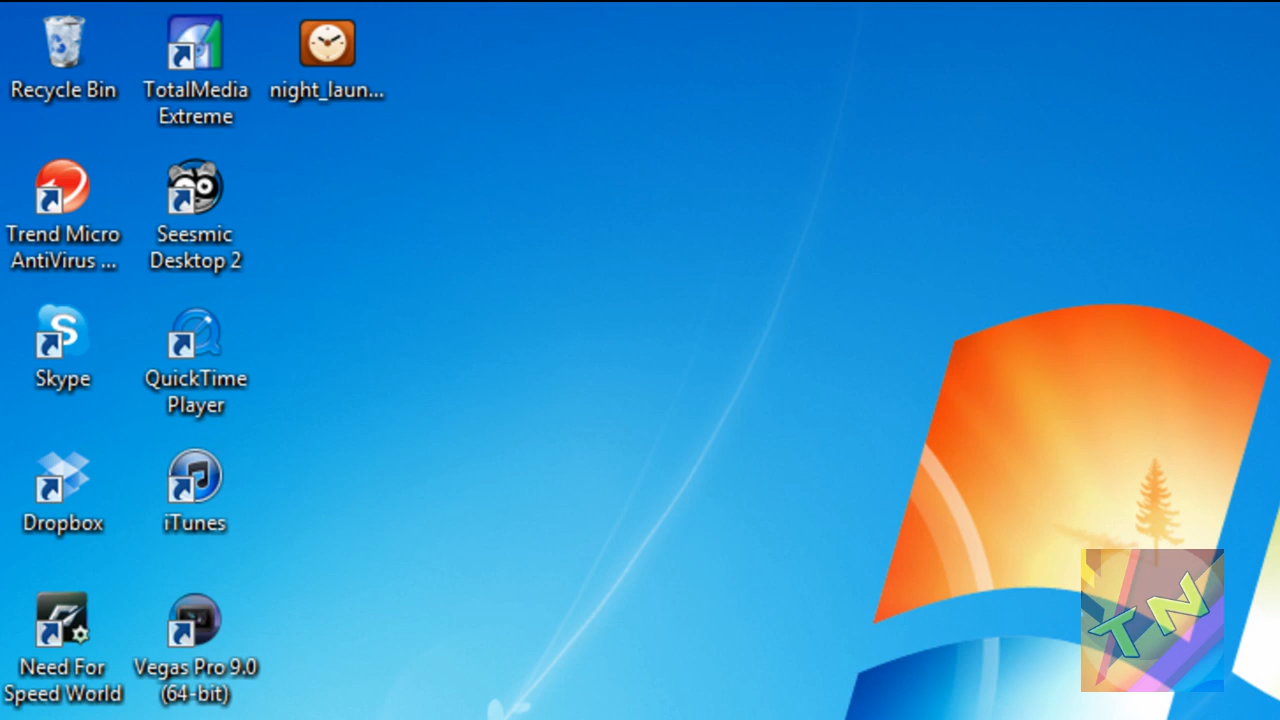 Recycle Bin
TotalMedia
Extreme
night_laun...
Trend Micro
AntiVirus ...
Seesmic
Desktop 2
Skype
QuickTime
Player
Dropbox
iTunes
Need For
Speed World
Vegas Pro 9.0
(64-bit)
TN